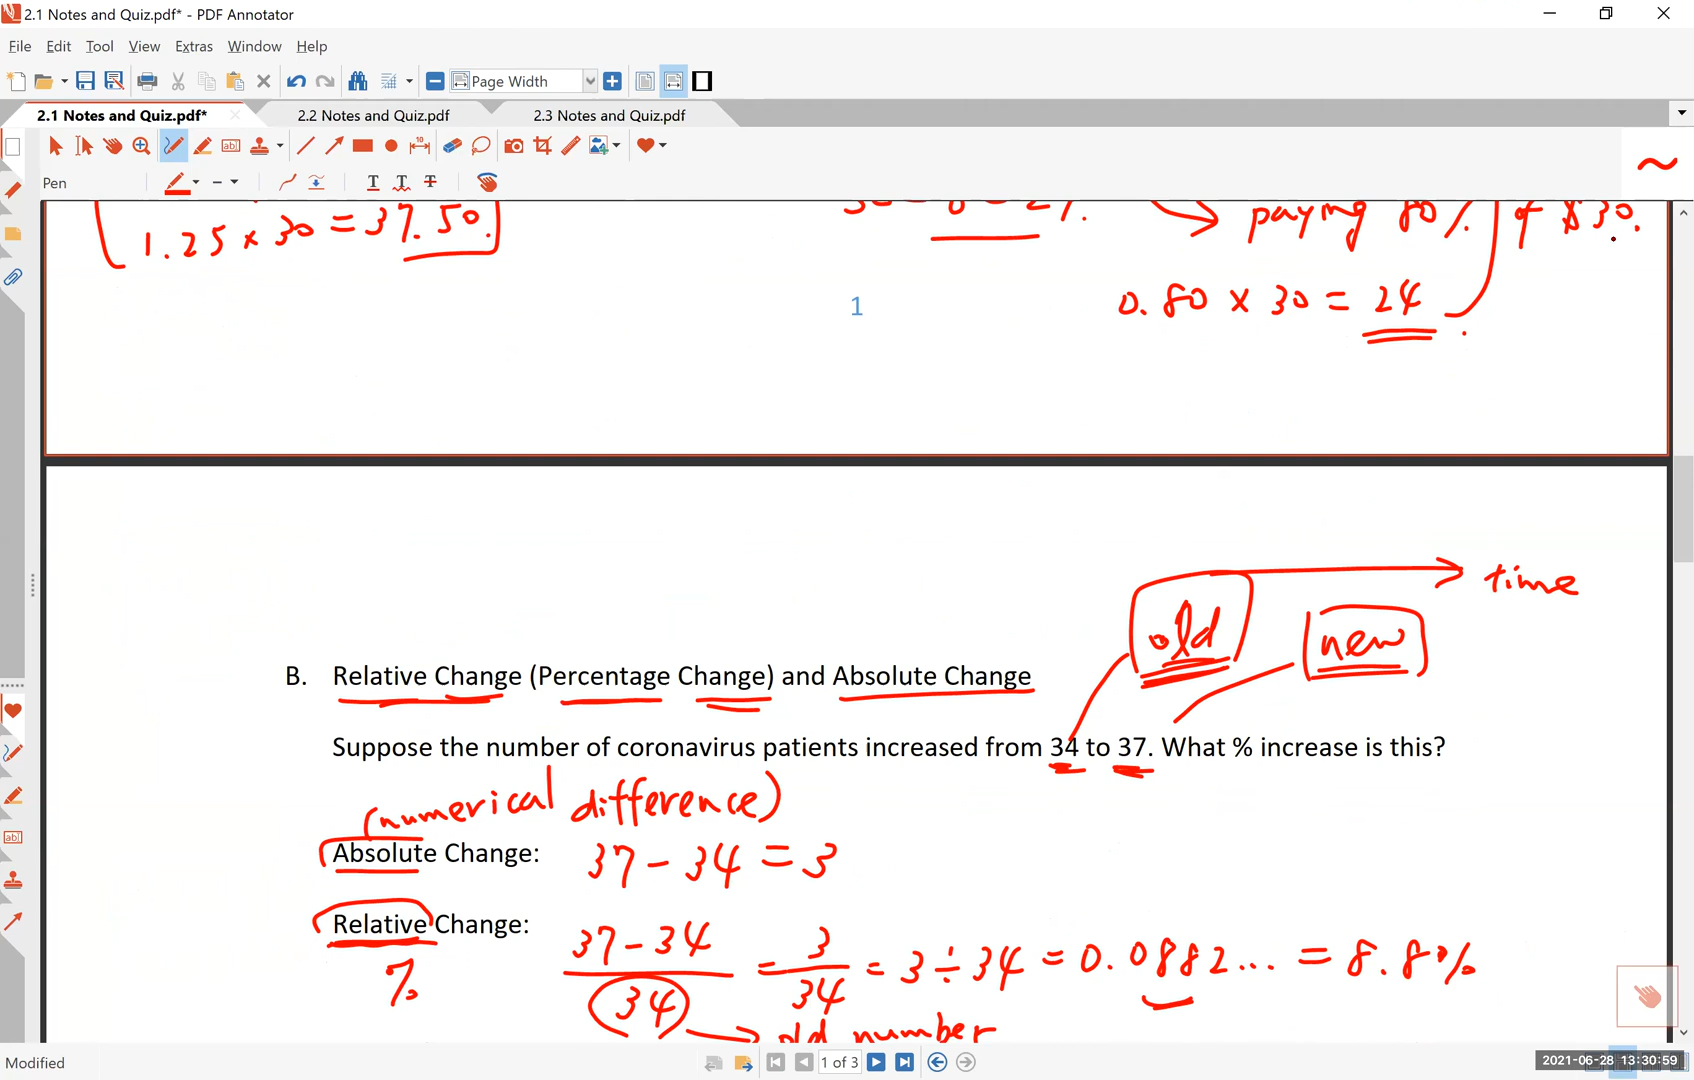 2.1 Notes and Quiz.pdf* - PDF Annotator
File Edit Tool View Extras Window Help
Page Width
2.1 Notes and Quiz.pdf* 2.2 Notes and Quiz.pdf 2.3 Notes and Quiz.pdf
Pen
1.25 x 30 = 37.50.
paying 80% of $30.
0.80 x 30 = 24
1
time
old new
B. Relative Change (Percentage Change) and Absolute Change
Suppose the number of coronavirus patients increased from 34 to 37. What % increase is this?
(numerical difference)
Absolute Change: 37 - 34 = 3
Relative Change:
%
37 - 34 / 34 = 3 / 34 = 3 ÷ 34 = 0.0882... = 8.8%
old number
Modified
1 of 3
2021-06-28 13:30:59